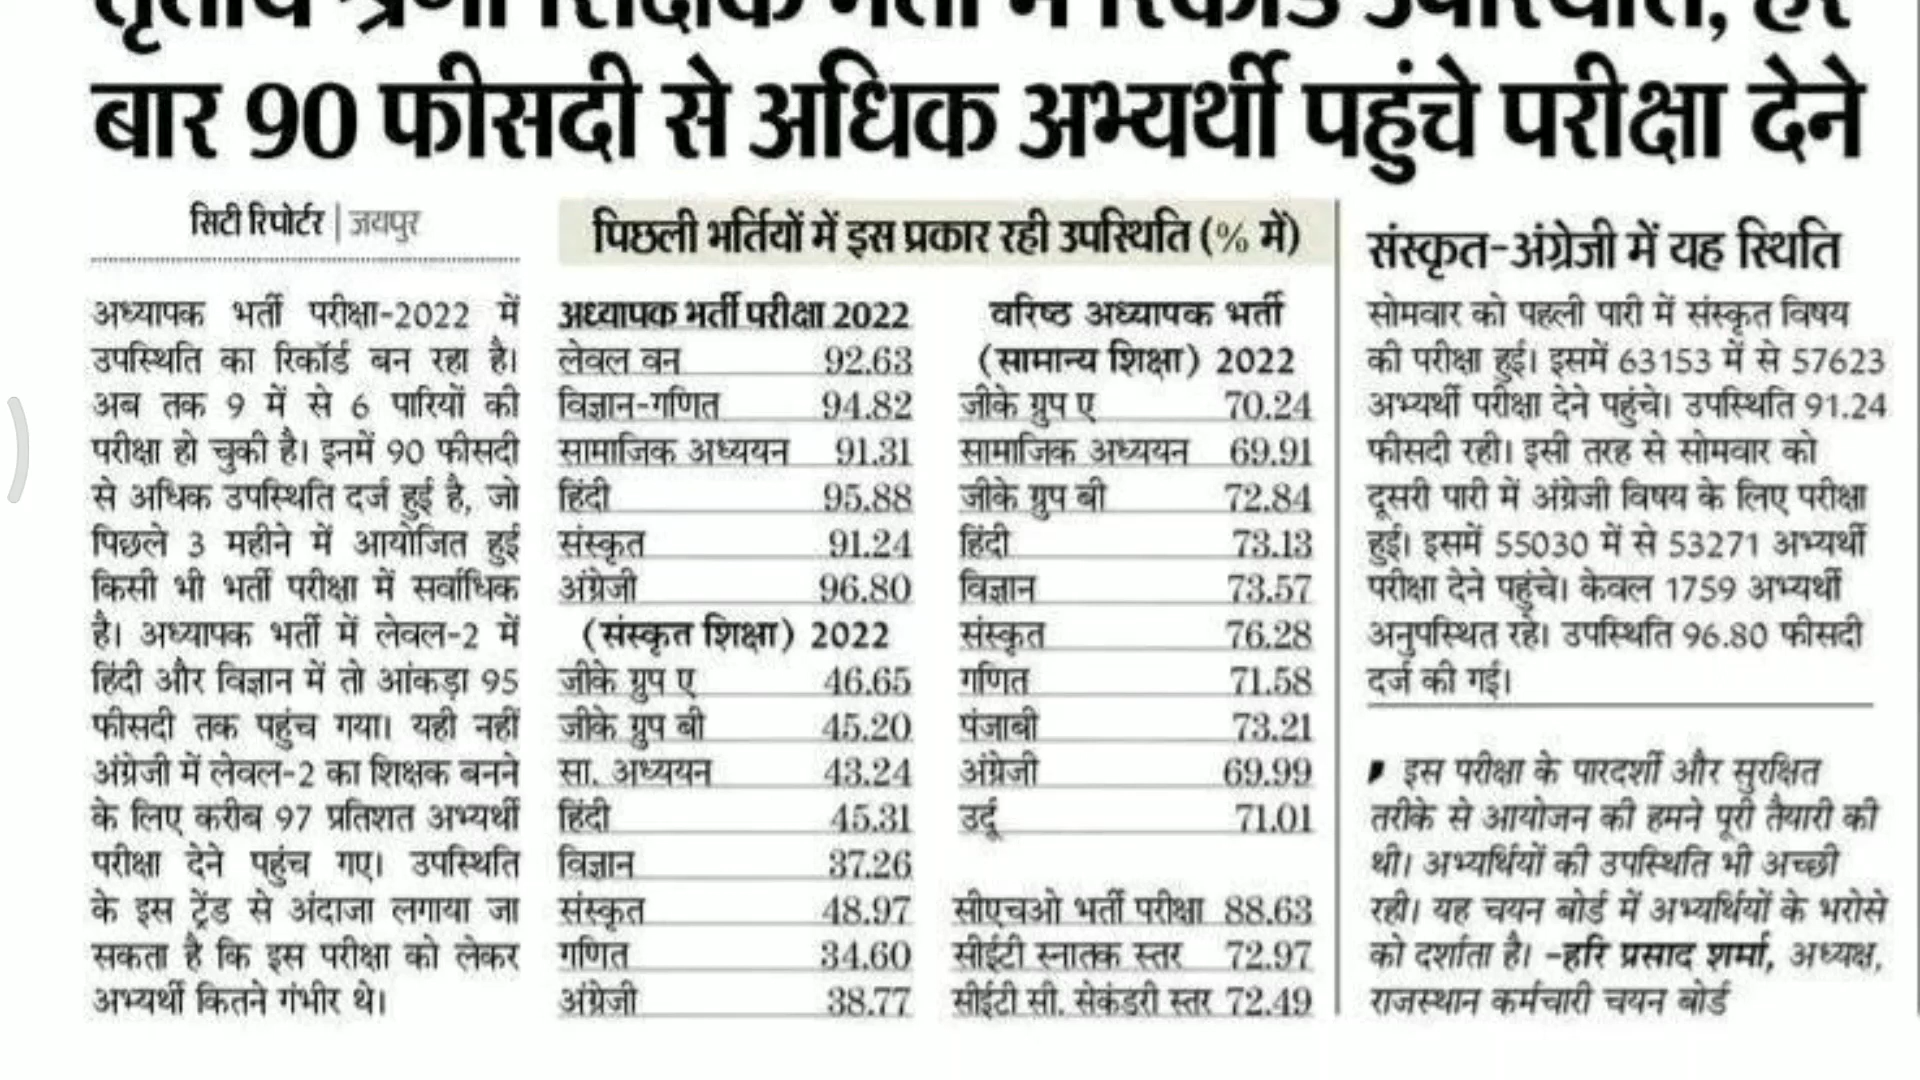 तृतीय श्रेणी शिक्षक भर्ती में रिकॉर्ड उपस्थिति, हर
बार 90 फीसदी से अधिक अभ्यर्थी पहुंचे परीक्षा देने
सिटी रिपोर्टर | जयपुर
अध्यापक भर्ती परीक्षा-2022 में
उपस्थिति का रिकॉर्ड बन रहा है।
अब तक 9 में से 6 पारियों की
परीक्षा हो चुकी है। इनमें 90 फीसदी
से अधिक उपस्थिति दर्ज हुई है, जो
पिछले 3 महीने में आयोजित हुई
किसी भी भर्ती परीक्षा में सर्वाधिक
है। अध्यापक भर्ती में लेवल-2 में
हिंदी और विज्ञान में तो आंकड़ा 95
फीसदी तक पहुंच गया। यही नहीं
अंग्रेजी में लेवल-2 का शिक्षक बनने
के लिए करीब 97 प्रतिशत अभ्यर्थी
परीक्षा देने पहुंच गए। उपस्थिति
के इस ट्रेंड से अंदाजा लगाया जा
सकता है कि इस परीक्षा को लेकर
अभ्यर्थी कितने गंभीर थे।
पिछली भर्तियों में इस प्रकार रही उपस्थिति (% में)
अध्यापक भर्ती परीक्षा 2022
लेवल वन 92.63
विज्ञान-गणित 94.82
सामाजिक अध्ययन 91.31
हिंदी 95.88
संस्कृत 91.24
अंग्रेजी 96.80
(संस्कृत शिक्षा) 2022
जीके ग्रुप ए 46.65
जीके ग्रुप बी 45.20
सा. अध्ययन 43.24
हिंदी 45.31
विज्ञान 37.26
संस्कृत 48.97
गणित 34.60
अंग्रेजी 38.77
वरिष्ठ अध्यापक भर्ती
(सामान्य शिक्षा) 2022
जीके ग्रुप ए 70.24
सामाजिक अध्ययन 69.91
जीके ग्रुप बी 72.84
हिंदी 73.13
विज्ञान 73.57
संस्कृत 76.28
गणित 71.58
पंजाबी 73.21
अंग्रेजी 69.99
उर्दू 71.01
सीएचओ भर्ती परीक्षा 88.63
सीईटी स्नातक स्तर 72.97
सीईटी सी. सेकंडरी स्तर 72.49
संस्कृत-अंग्रेजी में यह स्थिति
सोमवार को पहली पारी में संस्कृत विषय
की परीक्षा हुई। इसमें 63153 में से 57623
अभ्यर्थी परीक्षा देने पहुंचे। उपस्थिति 91.24
फीसदी रही। इसी तरह से सोमवार को
दूसरी पारी में अंग्रेजी विषय के लिए परीक्षा
हुई। इसमें 55030 में से 53271 अभ्यर्थी
परीक्षा देने पहुंचे। केवल 1759 अभ्यर्थी
अनुपस्थित रहे। उपस्थिति 96.80 फीसदी
दर्ज की गई।
इस परीक्षा के पारदर्शी और सुरक्षित
तरीके से आयोजन की हमने पूरी तैयारी की
थी। अभ्यर्थियों की उपस्थिति भी अच्छी
रही। यह चयन बोर्ड में अभ्यर्थियों के भरोसे
को दर्शाता है। -हरि प्रसाद शर्मा, अध्यक्ष,
राजस्थान कर्मचारी चयन बोर्ड